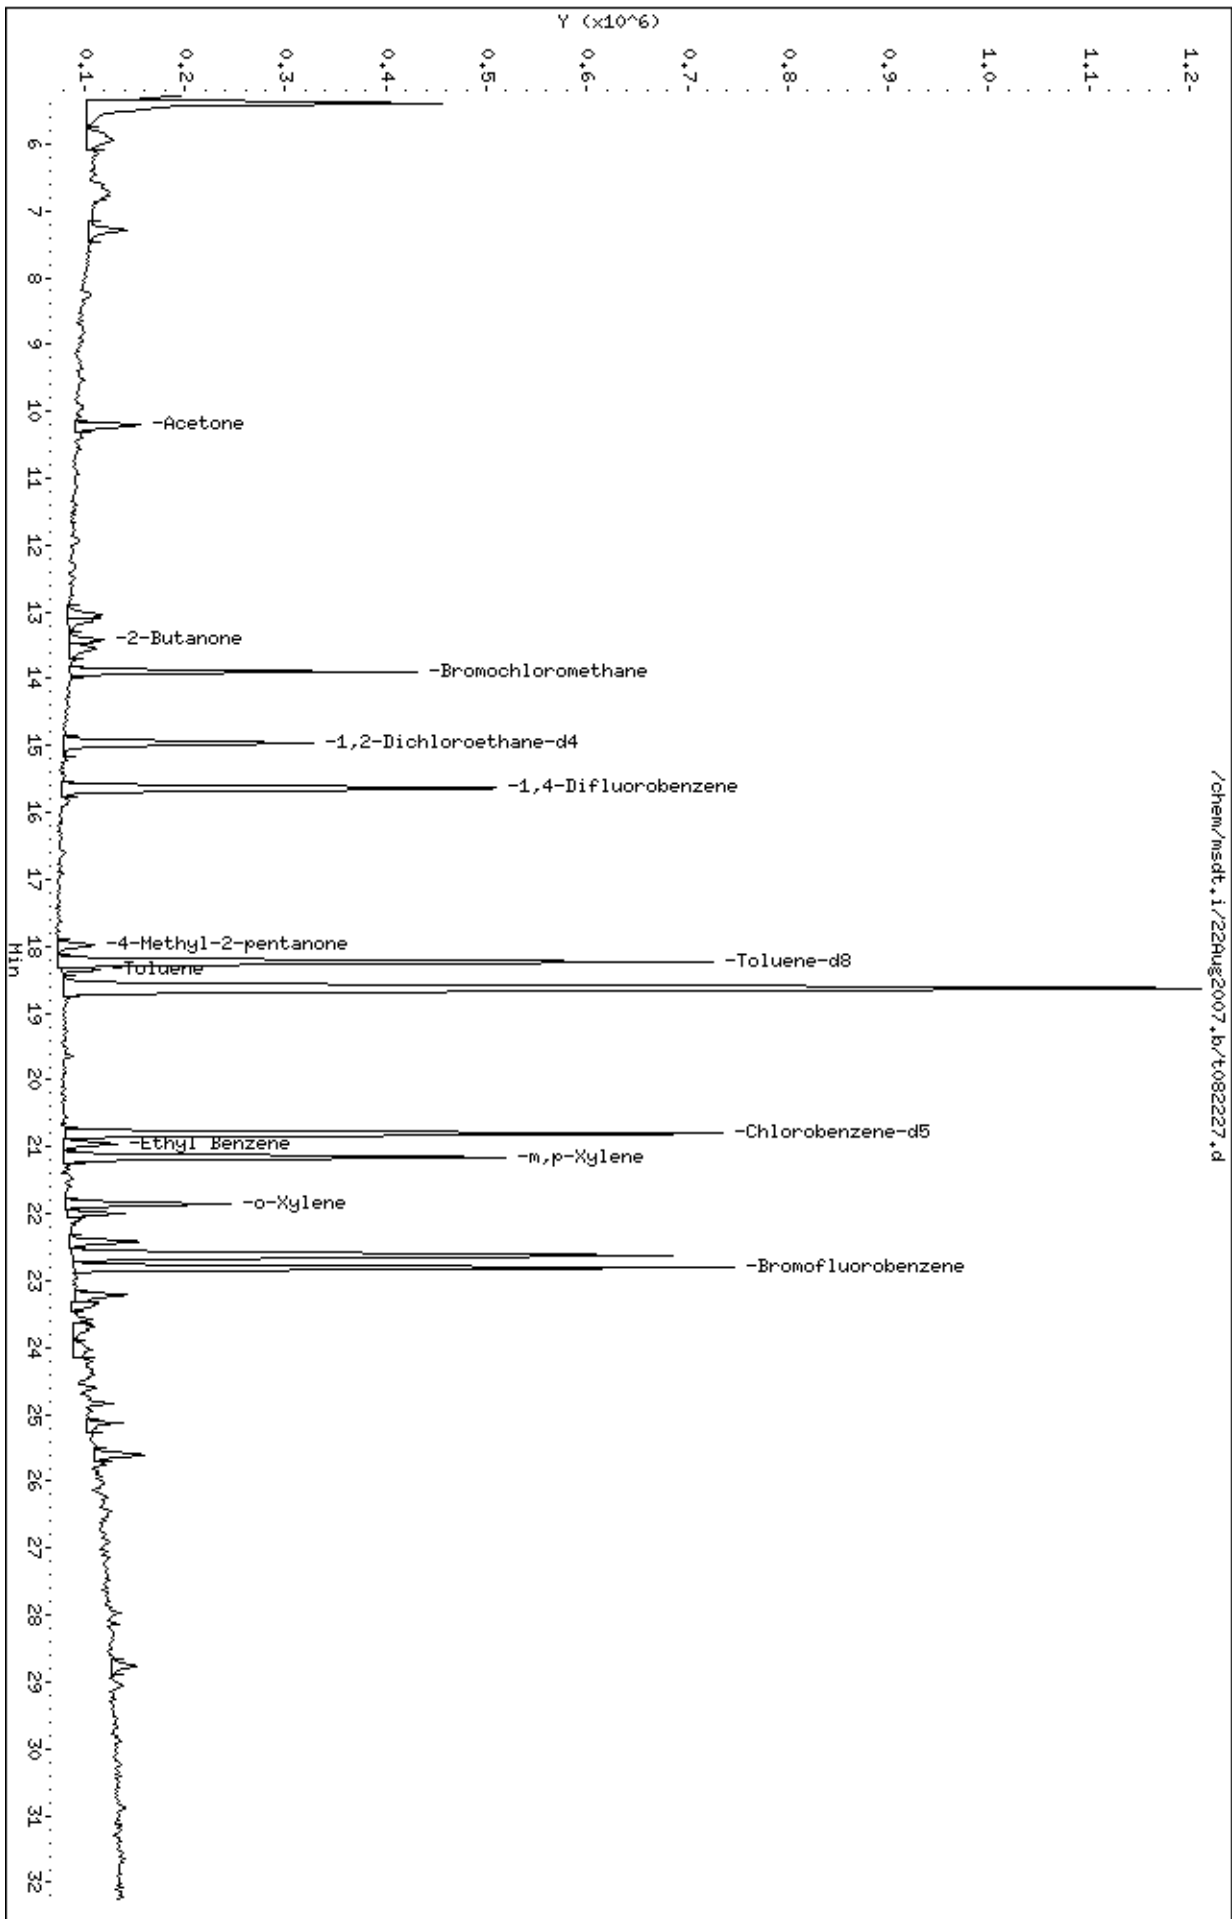 /chem/msdt.i/22Aug2007.b/t082227.d
Y (x10^6)
0.1
0.2
0.3
0.4
0.5
0.6
0.7
0.8
0.9
1.0
1.1
1.2
6
7
8
9
10
11
12
13
14
15
16
17
18
19
20
21
22
23
24
25
26
27
28
29
30
31
32
Min
-Acetone
-2-Butanone
-Bromochloromethane
-1,2-Dichloroethane-d4
-1,4-Difluorobenzene
-4-Methyl-2-pentanone
-Toluene-d8
-Toluene
-Chlorobenzene-d5
-Ethyl Benzene
-m,p-Xylene
-o-Xylene
-Bromofluorobenzene